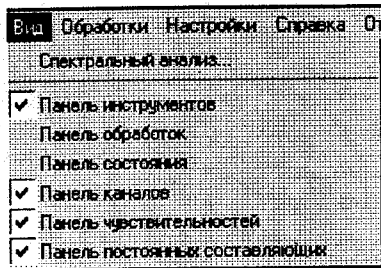 Вид Обработки Настройки Справка От
Спектральный анализ...
Панель инструментов
Панель обработок
Панель состояния
Панель каналов
Панель чувствительностей
Панель постоянных составляющих